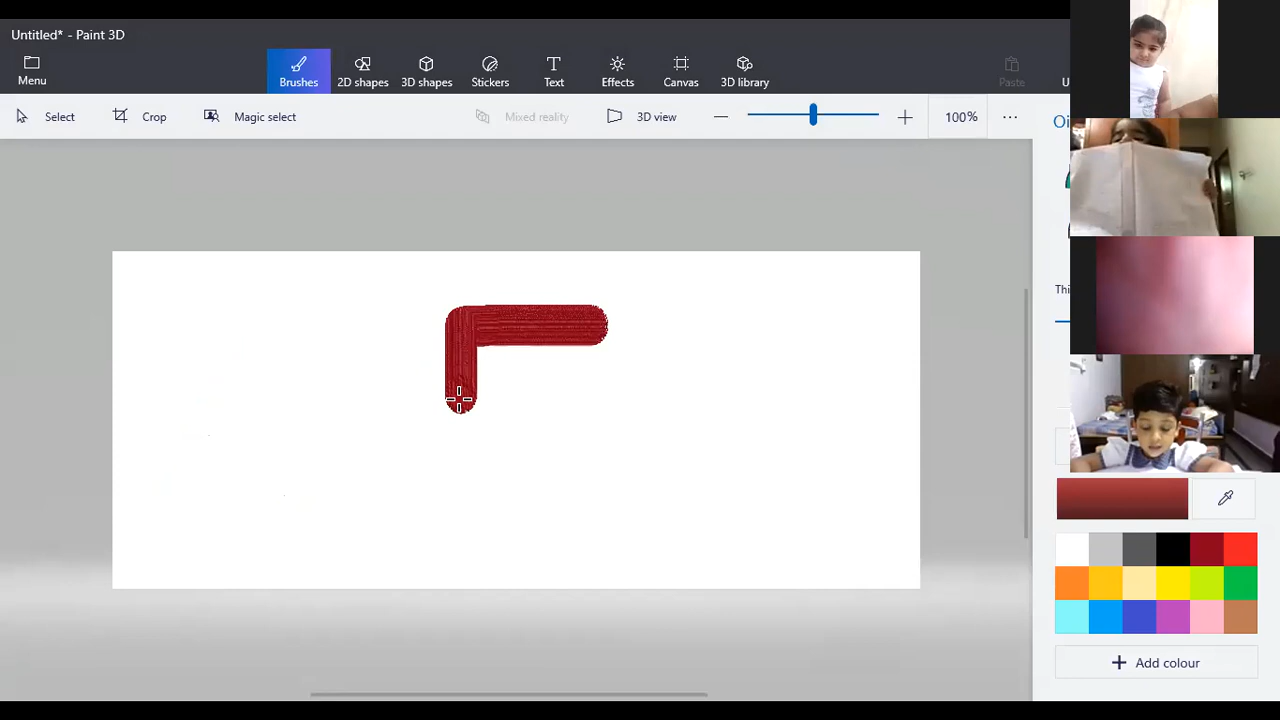 Untitled* - Paint 3D
Menu
Brushes
2D shapes
3D shapes
Stickers
Text
Effects
Canvas
3D library
Paste
Select
Crop
Magic select
Mixed reality
3D view
100%
Add colour